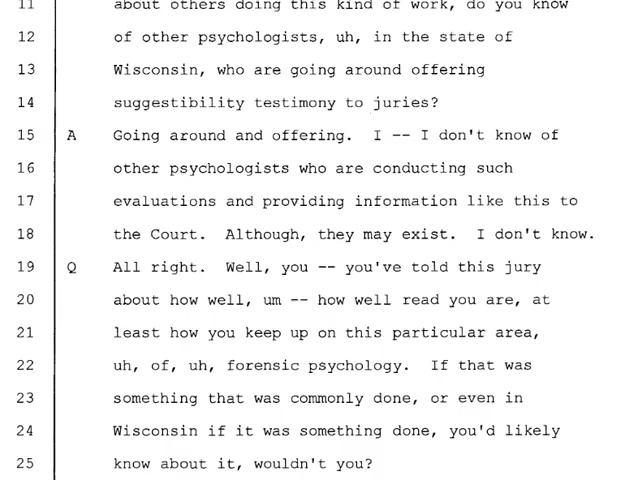 11 about others doing this kind of work, do you know
12 of other psychologists, uh, in the state of
13 Wisconsin, who are going around offering
14 suggestibility testimony to juries?
15 A Going around and offering. I -- I don't know of
16 other psychologists who are conducting such
17 evaluations and providing information like this to
18 the Court. Although, they may exist. I don't know.
19 Q All right. Well, you -- you've told this jury
20 about how well, um -- how well read you are, at
21 least how you keep up on this particular area,
22 uh, of, uh, forensic psychology. If that was
23 something that was commonly done, or even in
24 Wisconsin if it was something done, you'd likely
25 know about it, wouldn't you?